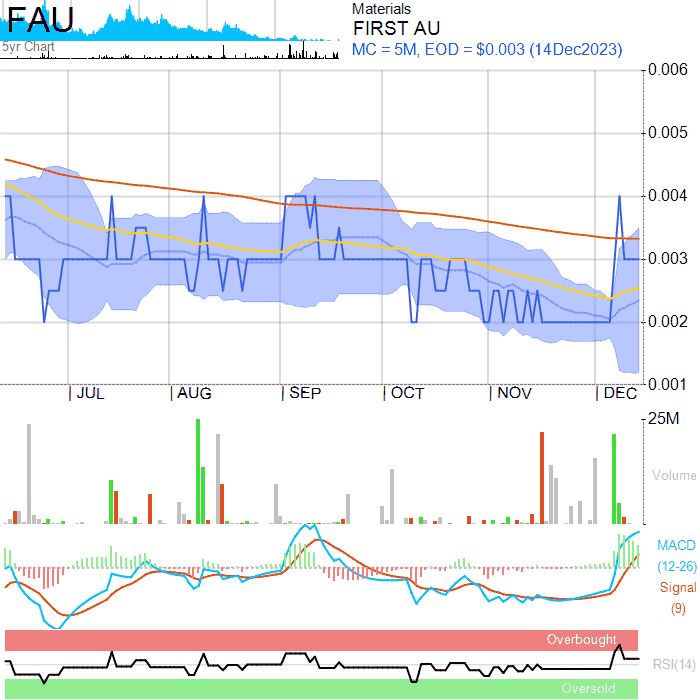 FAU
5yr Chart
Materials
FIRST AU
MC = 5M, EOD = $0.003 (14Dec2023)
0.006
0.005
0.004
0.003
0.002
0.001
JUL
AUG
SEP
OCT
NOV
DEC
25M
Volume
MACD
(12-26)
Signal
(9)
Overbought
RSI(14)
Oversold